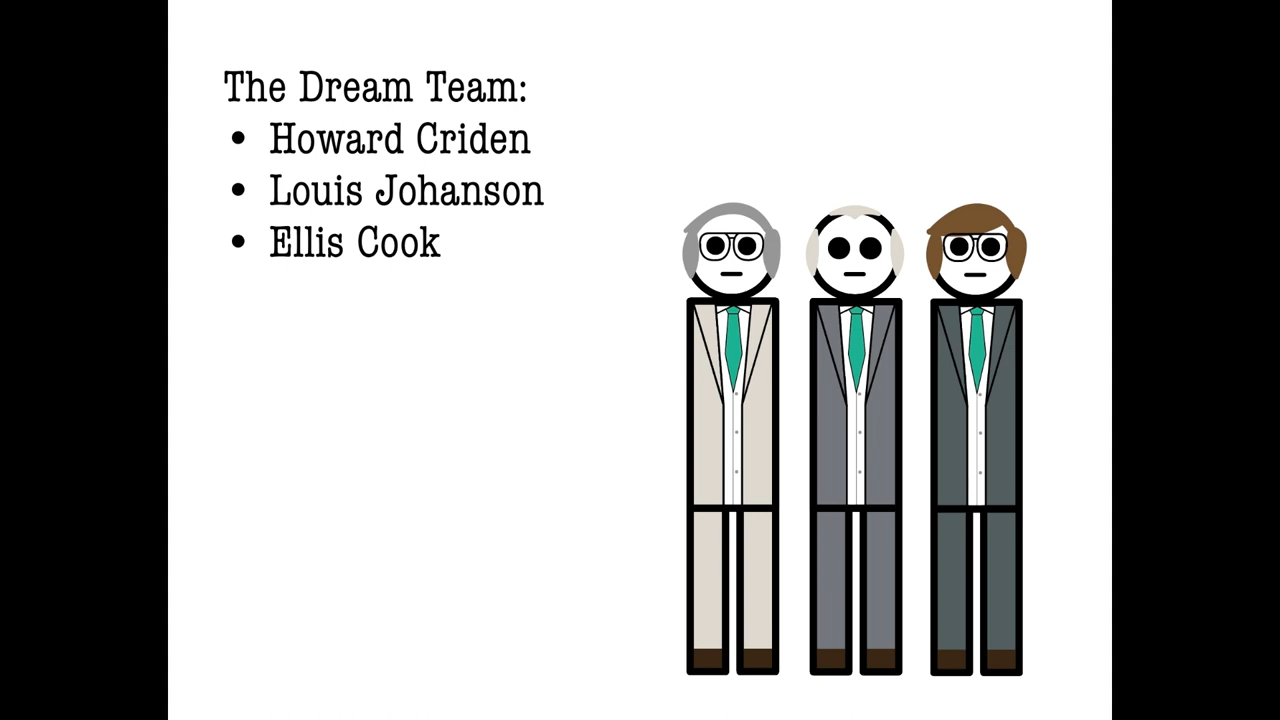 The Dream Team:
• Howard Criden
• Louis Johanson
• Ellis Cook